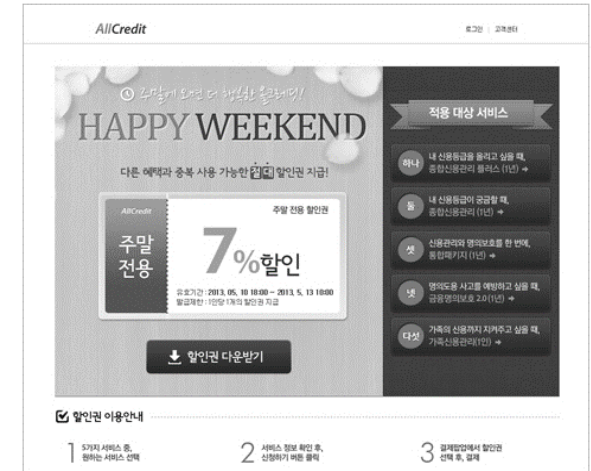 AllCredit
로그인 | 고객센터
주말에 오면 더 행복한 올크레딧!
HAPPY WEEKEND
다른 혜택과 중복 사용 가능한 할인권 지급!
AllCredit
주말
전용
주말 전용 할인권
7%할인
유효기간 : 2013, 05, 10 18:00 ~ 2013, 5, 13 10:00
발급제한 : 1인당 1개의 할인권 지급
할인권 다운받기
적용 대상 서비스
하나
내 신용등급을 올리고 싶을 때,
종합신용관리 플러스 (1년) ➔
둘
내 신용등급이 궁금할 때,
종합신용관리 (1년) ➔
셋
신용관리와 명의보호를 한 번에,
통합패키지 (1년) ➔
넷
명의도용 사고를 예방하고 싶을 때,
금융명의보호 2.0(1년) ➔
다섯
가족의 신용까지 지켜주고 싶을 때,
가족신용관리(1인) ➔
할인권 이용안내
1 5가지 서비스 중,
원하는 서비스 선택
2 서비스 정보 확인 후,
신청하기 버튼 클릭
3 결제팝업에서 할인권
선택 후, 결제